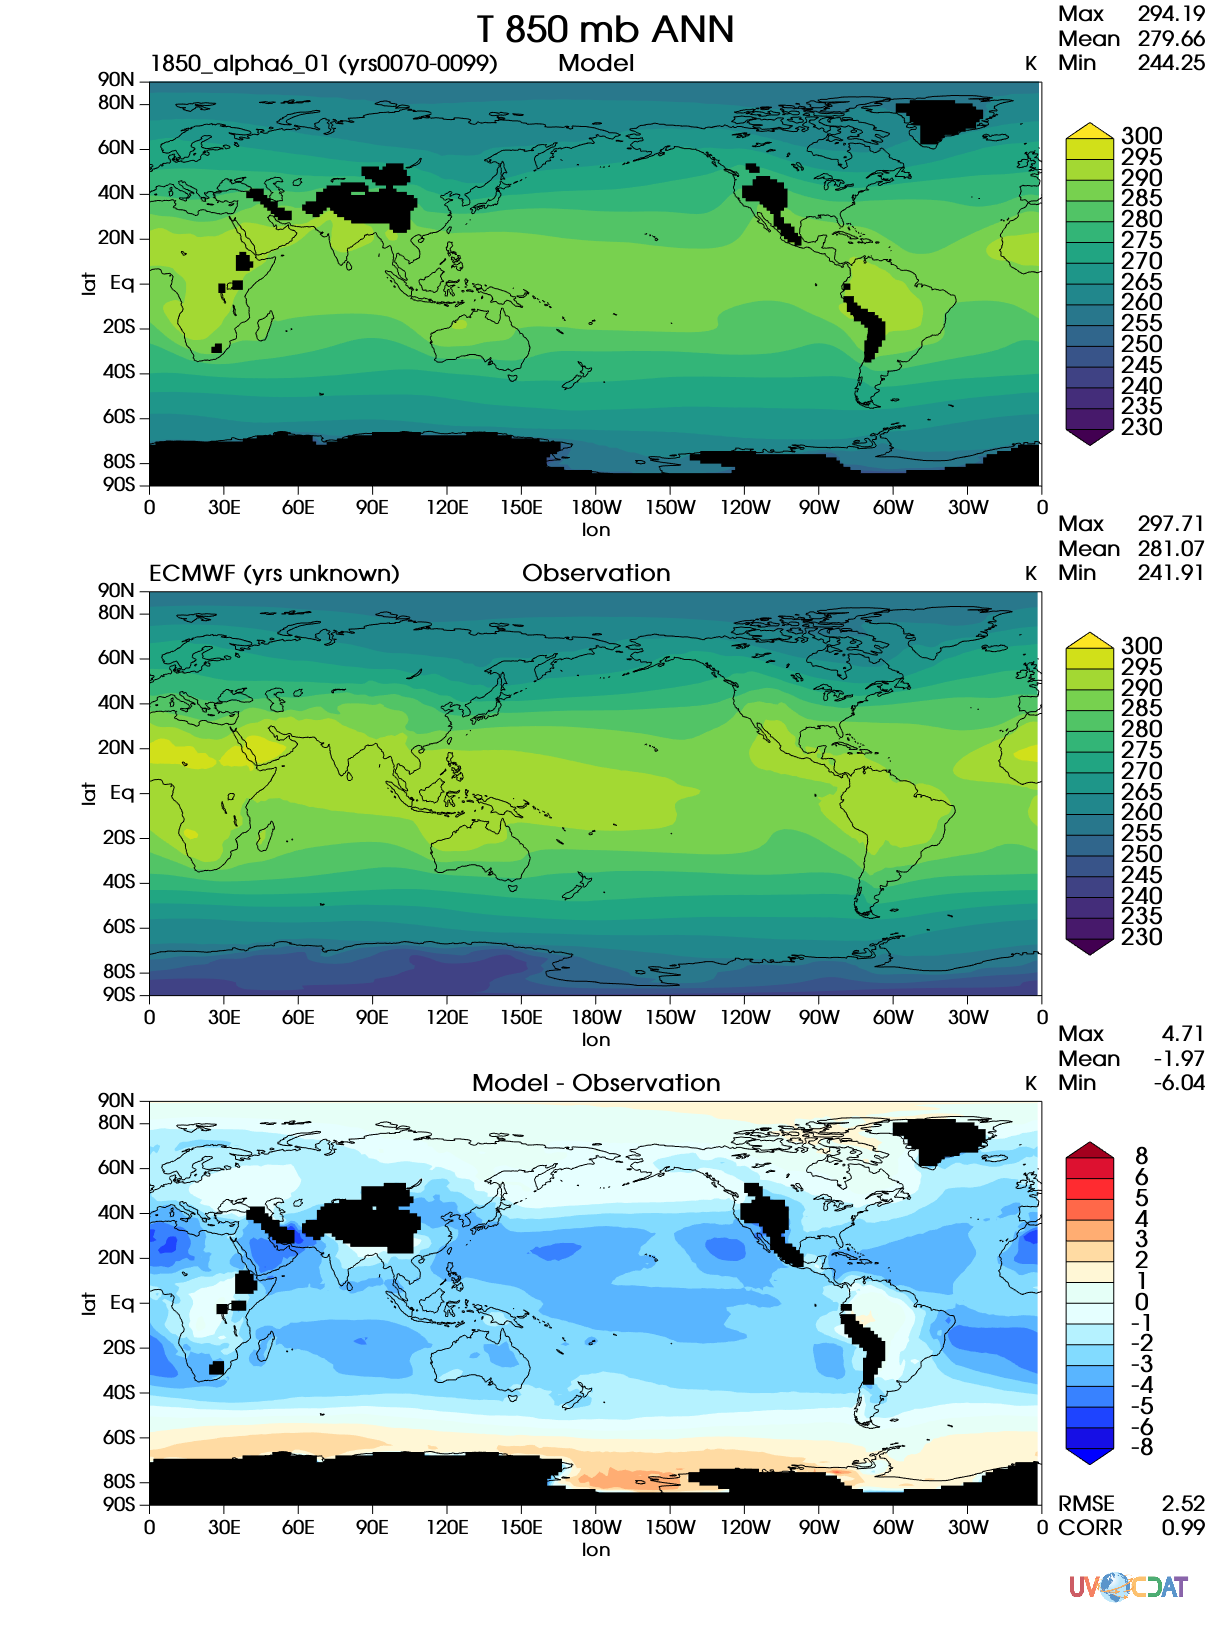 T 850 mb ANN
Max 294.19
Mean 279.66
Min 244.25
1850_alpha6_01 (yrs0070-0099) Model K
90N
80N
60N
40N
20N
Eq
20S
40S
60S
80S
90S
lat
0 30E 60E 90E 120E 150E 180W 150W 120W 90W 60W 30W 0
lon
300
295
290
285
280
275
270
265
260
255
250
245
240
235
230
Max 297.71
Mean 281.07
Min 241.91
ECMWF (yrs unknown) Observation K
90N
80N
60N
40N
20N
Eq
20S
40S
60S
80S
90S
lat
0 30E 60E 90E 120E 150E 180W 150W 120W 90W 60W 30W 0
lon
300
295
290
285
280
275
270
265
260
255
250
245
240
235
230
Max 4.71
Mean -1.97
Min -6.04
Model - Observation K
90N
80N
60N
40N
20N
Eq
20S
40S
60S
80S
90S
lat
0 30E 60E 90E 120E 150E 180W 150W 120W 90W 60W 30W 0
lon
8
6
5
4
3
2
1
0
-1
-2
-3
-4
-5
-6
-8
RMSE 2.52
CORR 0.99
UV CDAT